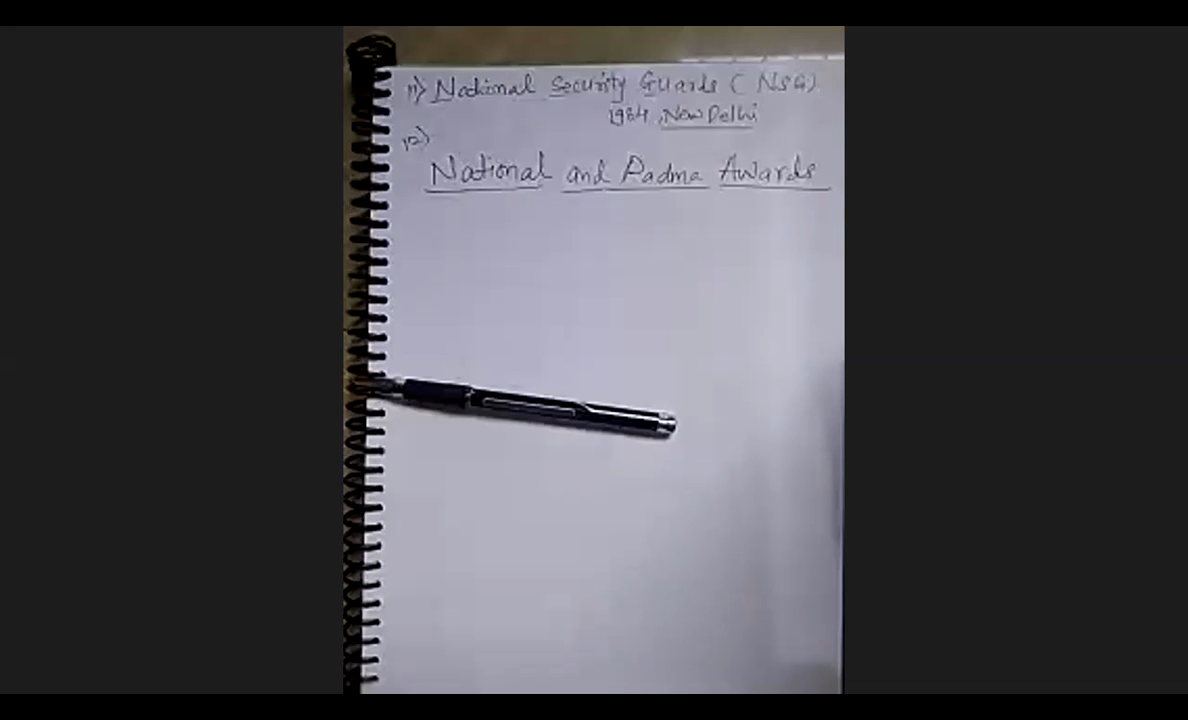 11) National Security Guards (NSG)
1984, New Delhi
12)
National and Padma Awards